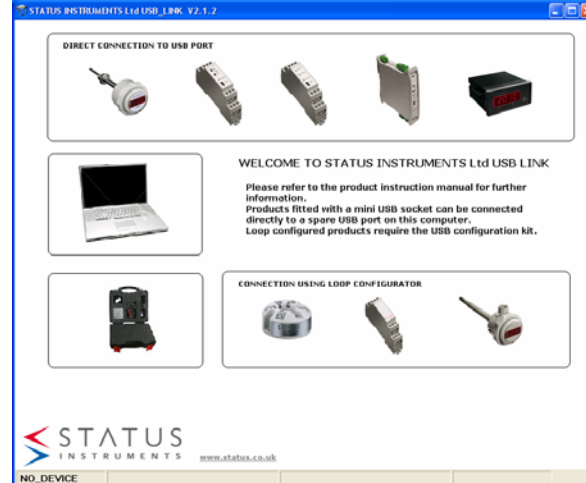 STATUS INSTRUMENTS Ltd USB_LINK V2.1.2
DIRECT CONNECTION TO USB PORT
WELCOME TO STATUS INSTRUMENTS Ltd USB LINK
Please refer to the product instruction manual for further
information.
Products fitted with a mini USB socket can be connected
directly to a spare USB port on this computer.
Loop configured products require the USB configuration kit.
CONNECTION USING LOOP CONFIGURATOR
STATUS
INSTRUMENTS
www.status.co.uk
NO_DEVICE